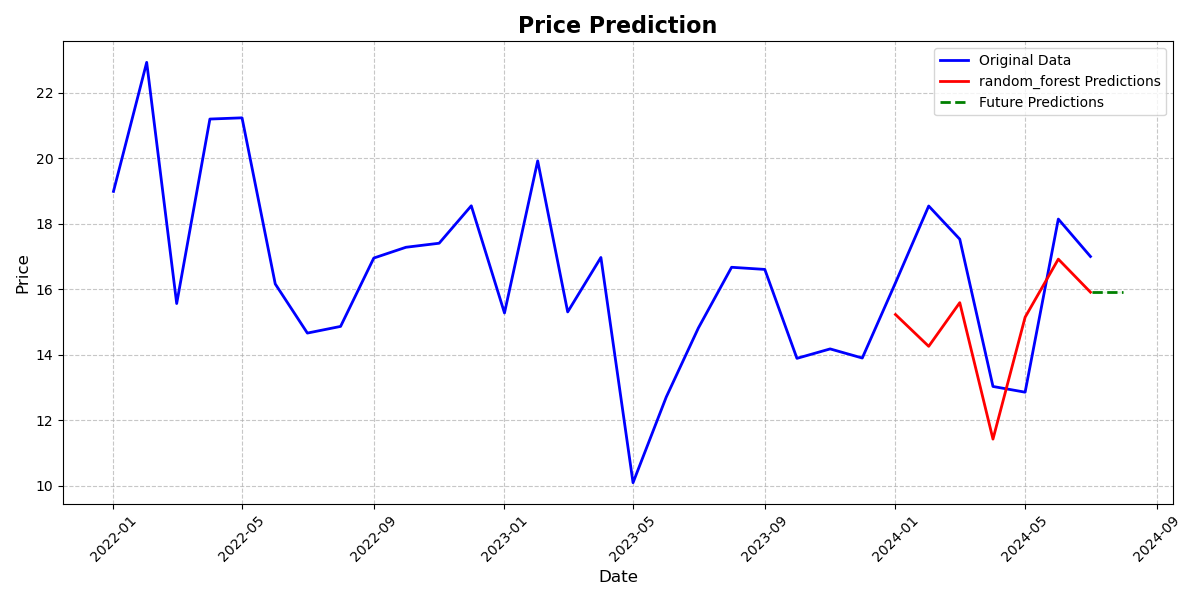 Price Prediction
Original Data
random_forest Predictions
Future Predictions
Price
22
20
18
16
14
12
10
2022-01
2022-05
2022-09
2023-01
2023-05
2023-09
2024-01
2024-05
2024-09
Date